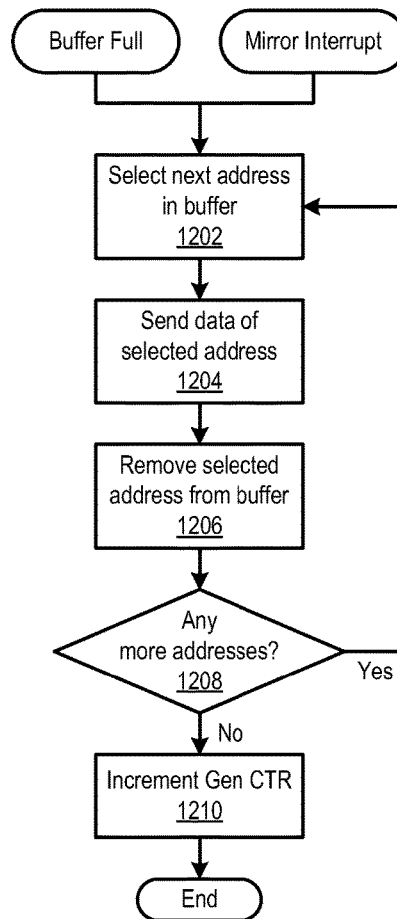 Buffer Full
Mirror Interrupt
Select next address
in buffer
1202
Send data of
selected address
1204
Remove selected
address from buffer
1206
Any
more addresses?
1208
Yes
No
Increment Gen CTR
1210
End